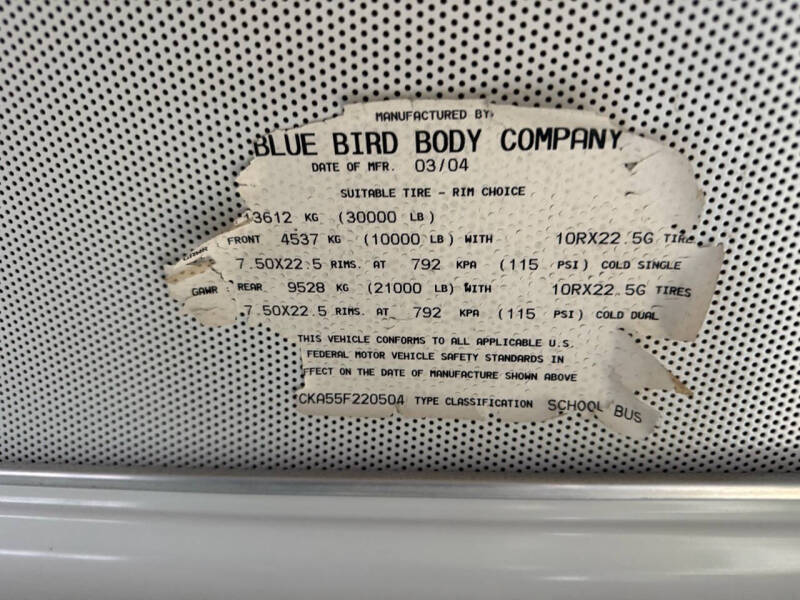 MANUFACTURED BY
BLUE BIRD BODY COMPANY
DATE OF MFR. 03/04
SUITABLE TIRE - RIM CHOICE
13612 KG (30000 LB)
FRONT 4537 KG (10000 LB) WITH 10RX22.5G TIRE
7.50X22.5 RIMS. AT 792 KPA (115 PSI) COLD SINGLE
GAWR REAR 9528 KG (21000 LB) WITH 10RX22.5G TIRES
7.50X22.5 RIMS. AT 792 KPA (115 PSI) COLD DUAL
THIS VEHICLE CONFORMS TO ALL APPLICABLE U.S.
FEDERAL MOTOR VEHICLE SAFETY STANDARDS IN
FFECT ON THE DATE OF MANUFACTURE SHOWN ABOVE
CKA55F220504 TYPE CLASSIFICATION SCHOOL BUS